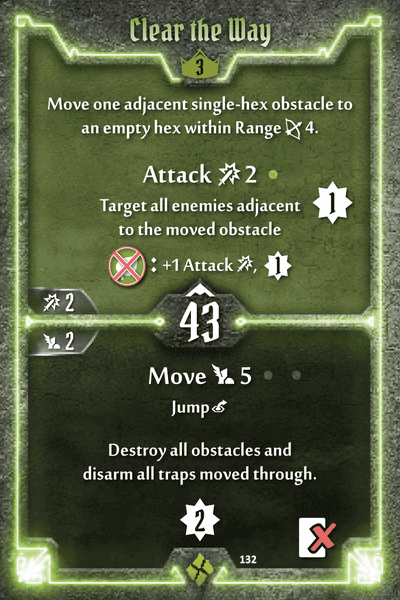 Clear the Way
3
Move one adjacent single-hex obstacle to
an empty hex within Range 4.
Attack 2
Target all enemies adjacent
to the moved obstacle
1
: +1 Attack , 1
2
43
2
Move 5
Jump
Destroy all obstacles and
disarm all traps moved through.
2
132